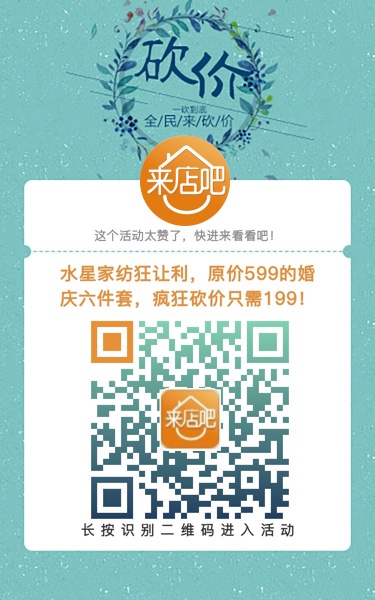 砍价
一砍到底
全/民/来/砍/价
来店吧
这个活动太赞了，快进来看看吧！
水星家纺狂让利，原价599的婚
庆六件套，疯狂砍价只需199！
来店吧
长按识别二维码进入活动